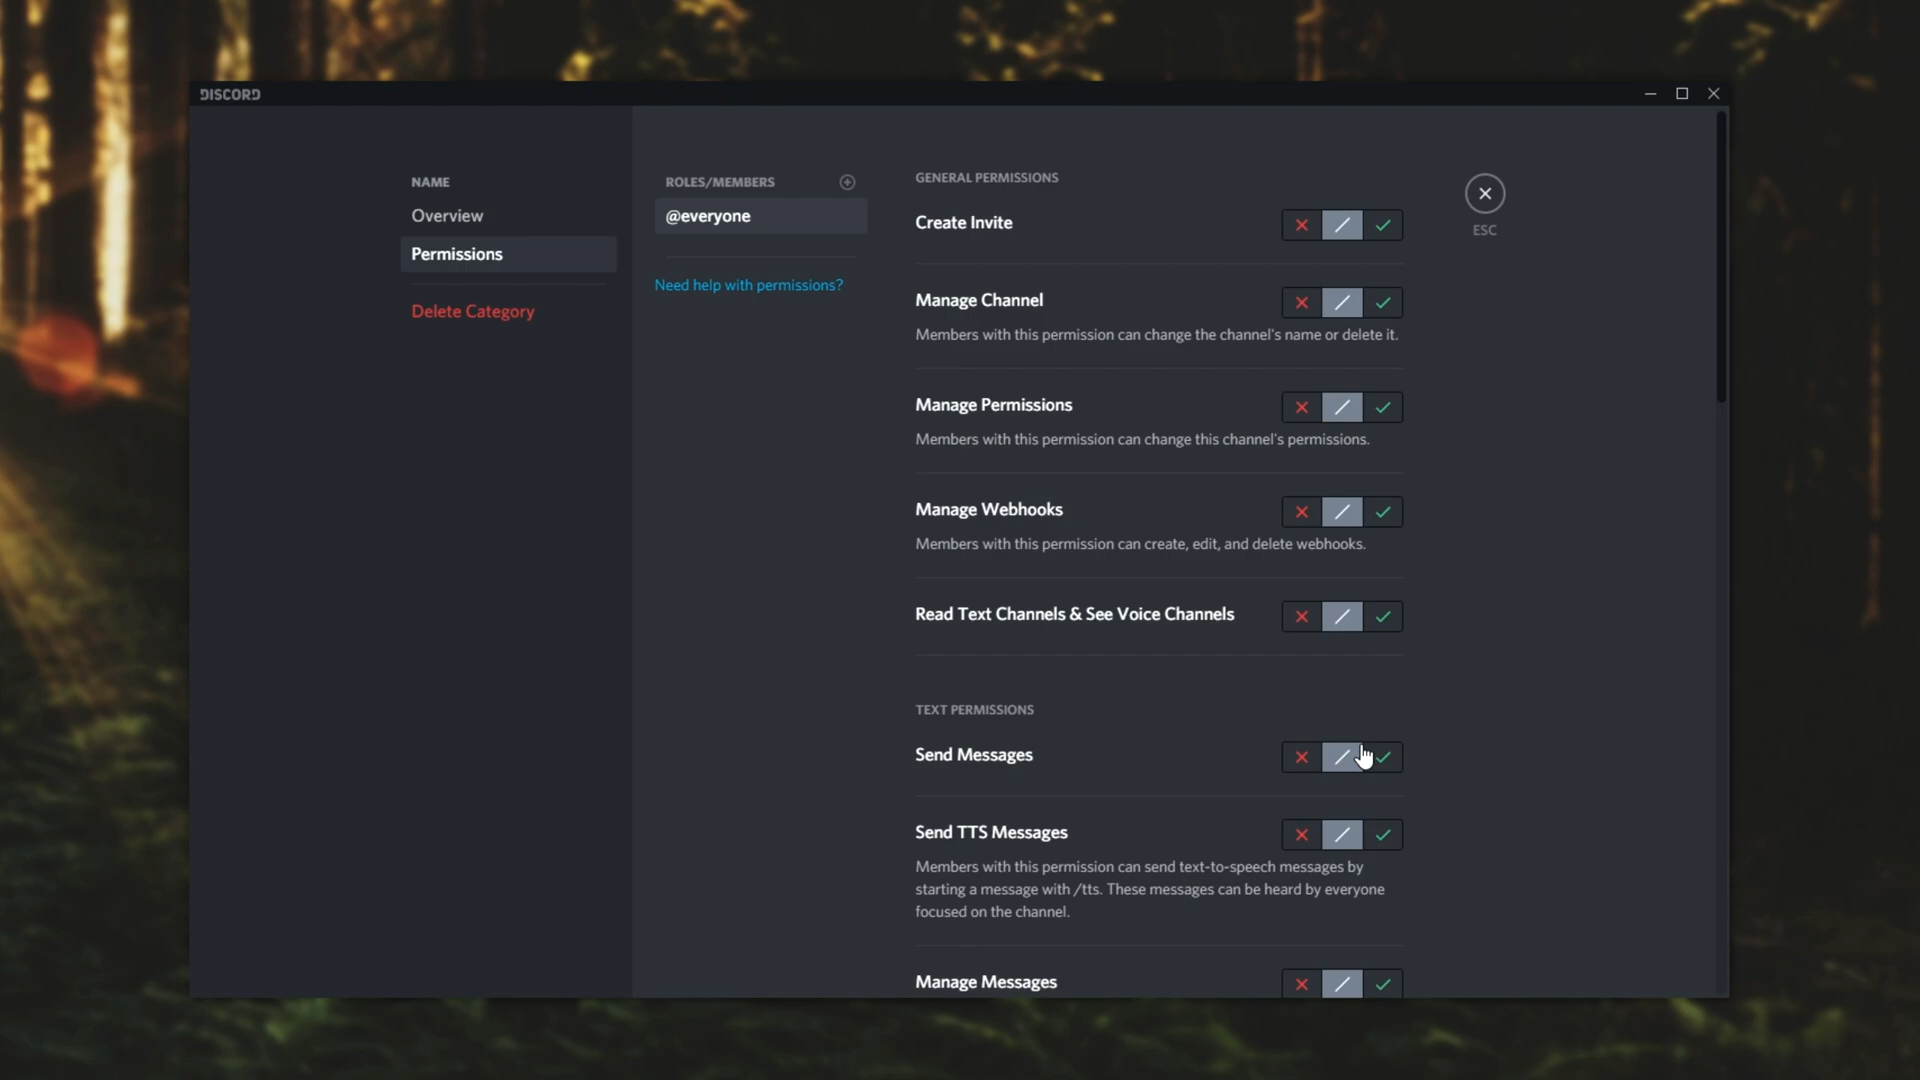 DISCORD
NAME
Overview
Permissions
Delete Category
ROLES/MEMBERS
@everyone
Need help with permissions?
GENERAL PERMISSIONS
Create Invite
Manage Channel
Members with this permission can change the channel's name or delete it.
Manage Permissions
Members with this permission can change this channel's permissions.
Manage Webhooks
Members with this permission can create, edit, and delete webhooks.
Read Text Channels & See Voice Channels
TEXT PERMISSIONS
Send Messages
Send TTS Messages
Members with this permission can send text-to-speech messages by
starting a message with /tts. These messages can be heard by everyone
focused on the channel.
Manage Messages
ESC